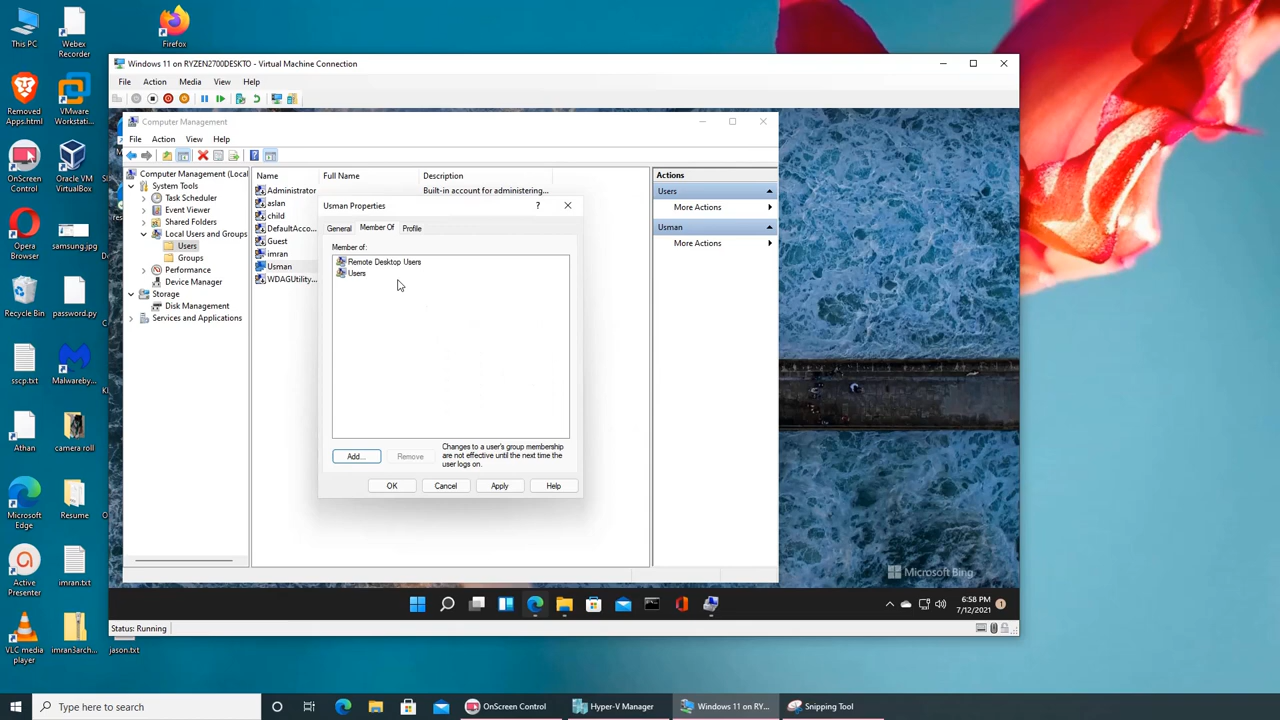 This PC
Webex
Recorder
Firefox
Removed
Apps.html
VMware
Workstati...
OnScreen
Control
Oracle VM
VirtualBox
Opera
Browser
samsung.jpg
Recycle Bin
password.py
sscp.txt
Malwareby...
Athan
camera roll
Microsoft
Edge
Resume
Active
Presenter
imran.txt
VLC media
player
imran3arch...
jason.txt
Windows 11 on RYZEN2700DESKTO - Virtual Machine Connection
File Action Media View Help
Computer Management
File Action View Help
Computer Management (Local
System Tools
Task Scheduler
Event Viewer
Shared Folders
Local Users and Groups
Users
Groups
Performance
Device Manager
Storage
Disk Management
Services and Applications
Name Full Name Description
Administrator Built-in account for administering...
aslan
child
DefaultAcco...
Guest
imran
Usman
WDAGUtility...
Usman Properties
General Member Of Profile
Member of:
Remote Desktop Users
Users
Add... Remove
Changes to a user's group membership
are not effective until the next time the
user logs on.
OK Cancel Apply Help
Actions
Users
More Actions
Usman
More Actions
Microsoft Bing
6:58 PM
7/12/2021
1
Status: Running
Type here to search
OnScreen Control
Hyper-V Manager
Windows 11 on RY...
Snipping Tool